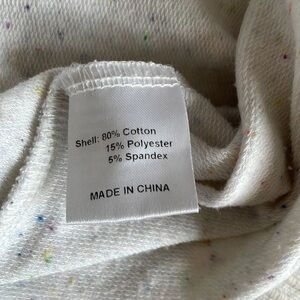 Shell: 80% Cotton
15% Polyester
5% Spandex
MADE IN CHINA